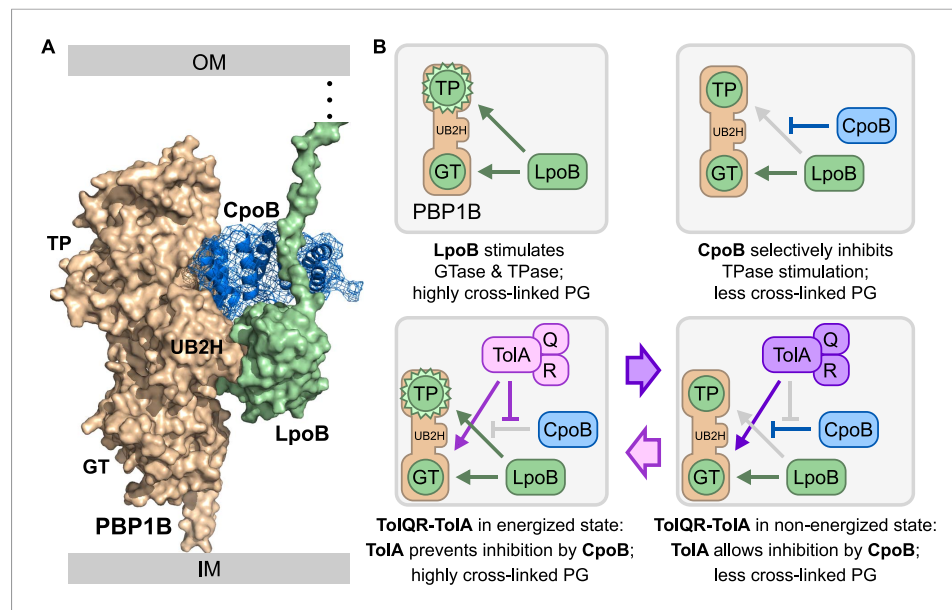 A
OM
CpoB
TP
UB2H
LpoB
GT
PBP1B
IM
B
TP
UB2H
GT
LpoB
PBP1B
LpoB stimulates
GTase & TPase;
highly cross-linked PG
TP
UB2H
CpoB
GT
LpoB
CpoB selectively inhibits
TPase stimulation;
less cross-linked PG
Q
TolA
R
TP
UB2H
CpoB
GT
LpoB
TolQR-TolA in energized state:
TolA prevents inhibition by CpoB;
highly cross-linked PG
Q
TolA
R
TP
UB2H
CpoB
GT
LpoB
TolQR-TolA in non-energized state:
TolA allows inhibition by CpoB;
less cross-linked PG